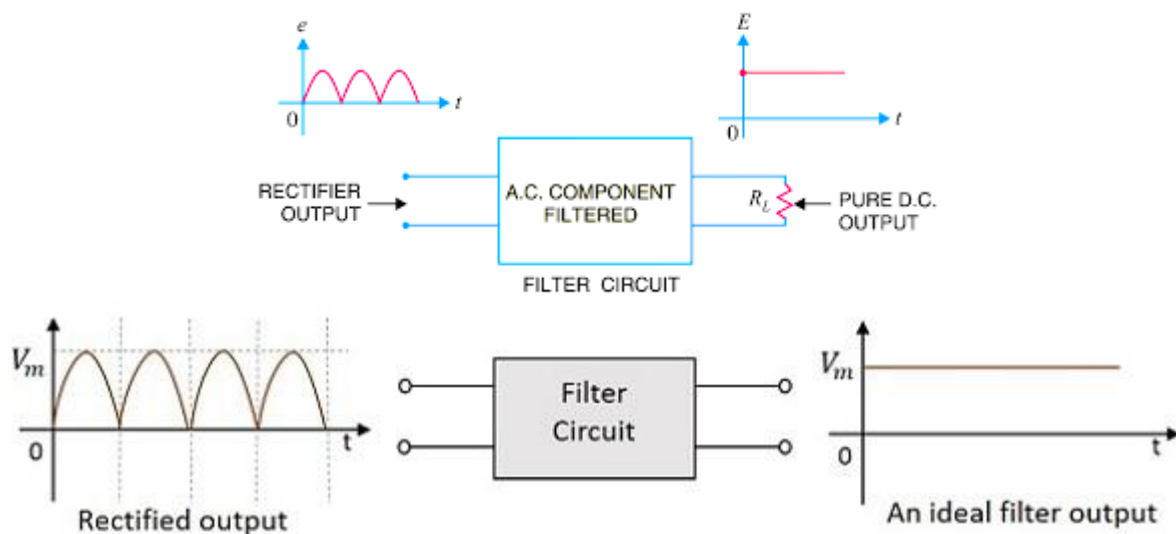 e
E
t
0
0
t
RECTIFIER
OUTPUT
A.C. COMPONENT
FILTERED
R_L
PURE D.C.
OUTPUT
FILTER CIRCUIT
V_m
0
t
Rectified output
Filter
Circuit
V_m
0
t
An ideal filter output